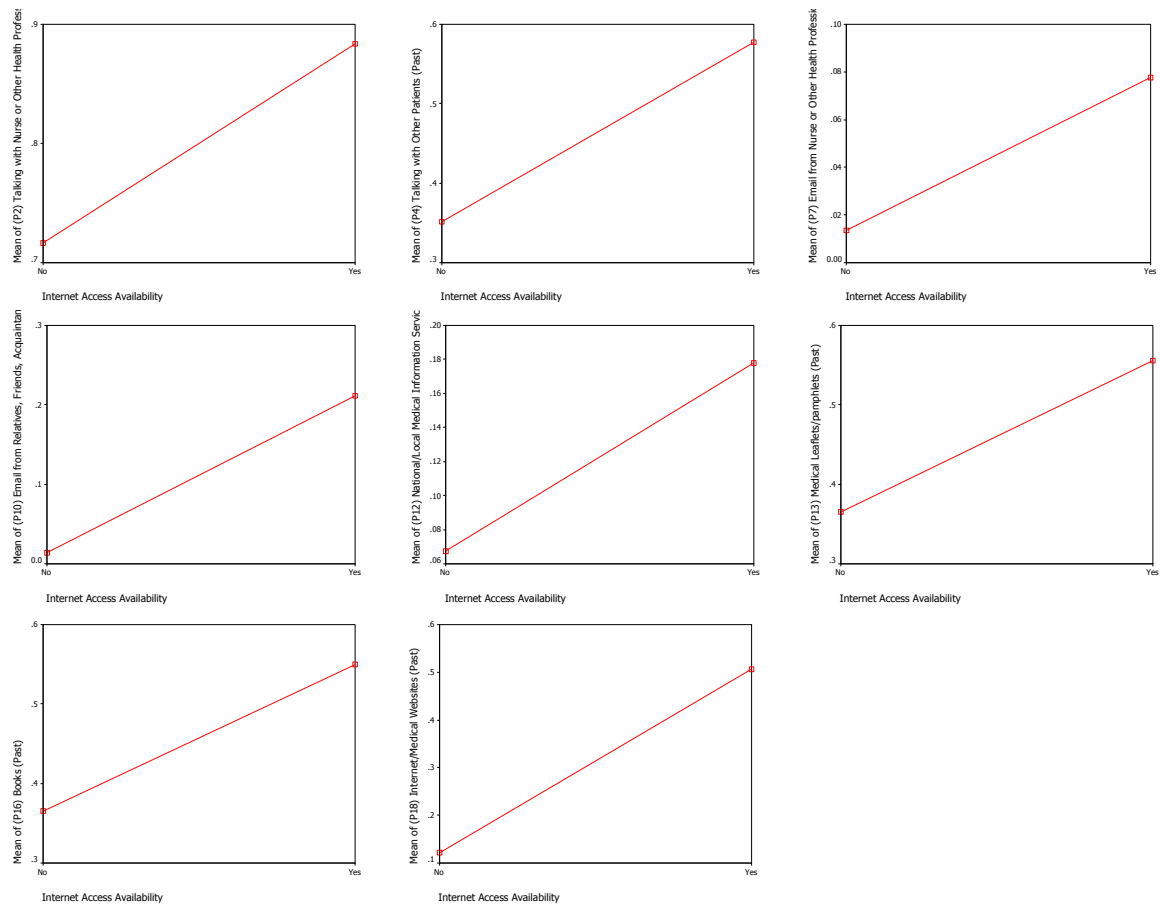 Mean of (P2) Talking with Nurse or Other Health Profes
.9
.8
.7
No Yes
Internet Access Availability
Mean of (P4) Talking with Other Patients (Past)
.6
.5
.4
.3
No Yes
Internet Access Availability
Mean of (P7) Email from Nurse or Other Health Professi
.10
.08
.06
.04
.02
0.00
No Yes
Internet Access Availability
Mean of (P10) Email from Relatives, Friends, Acquaintan
.3
.2
.1
0.0
No Yes
Internet Access Availability
Mean of (P12) National/Local Medical Information Servic
.20
.18
.16
.14
.12
.10
.08
.06
No Yes
Internet Access Availability
Mean of (P13) Medical Leaflets/pamphlets (Past)
.6
.5
.4
.3
No Yes
Internet Access Availability
Mean of (P16) Books (Past)
.6
.5
.4
.3
No Yes
Internet Access Availability
Mean of (P18) Internet/Medical Websites (Past)
.6
.5
.4
.3
.2
.1
No Yes
Internet Access Availability